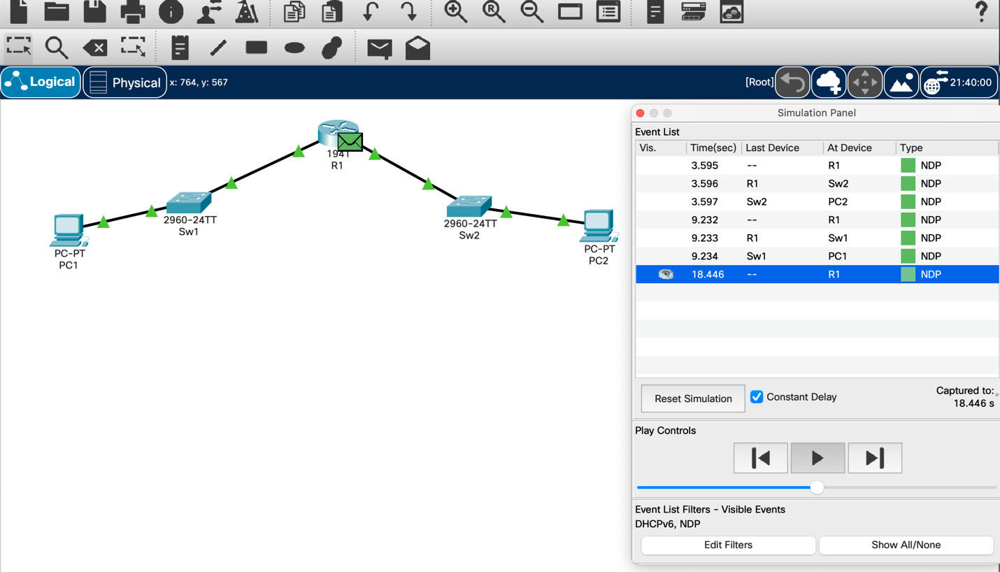 Logical
Physical
x: 764, y: 567
[Root]
21:40:00
1941
R1
2960-24TT
Sw1
PC-PT
PC1
2960-24TT
Sw2
PC-PT
PC2
Simulation Panel
Event List
Vis. Time(sec) Last Device At Device Type
3.595 -- R1 NDP
3.596 R1 Sw2 NDP
3.597 Sw2 PC2 NDP
9.232 -- R1 NDP
9.233 R1 Sw1 NDP
9.234 Sw1 PC1 NDP
18.446 -- R1 NDP
Reset Simulation
Constant Delay
Captured to:
18.446 s
Play Controls
Event List Filters - Visible Events
DHCPv6, NDP
Edit Filters
Show All/None